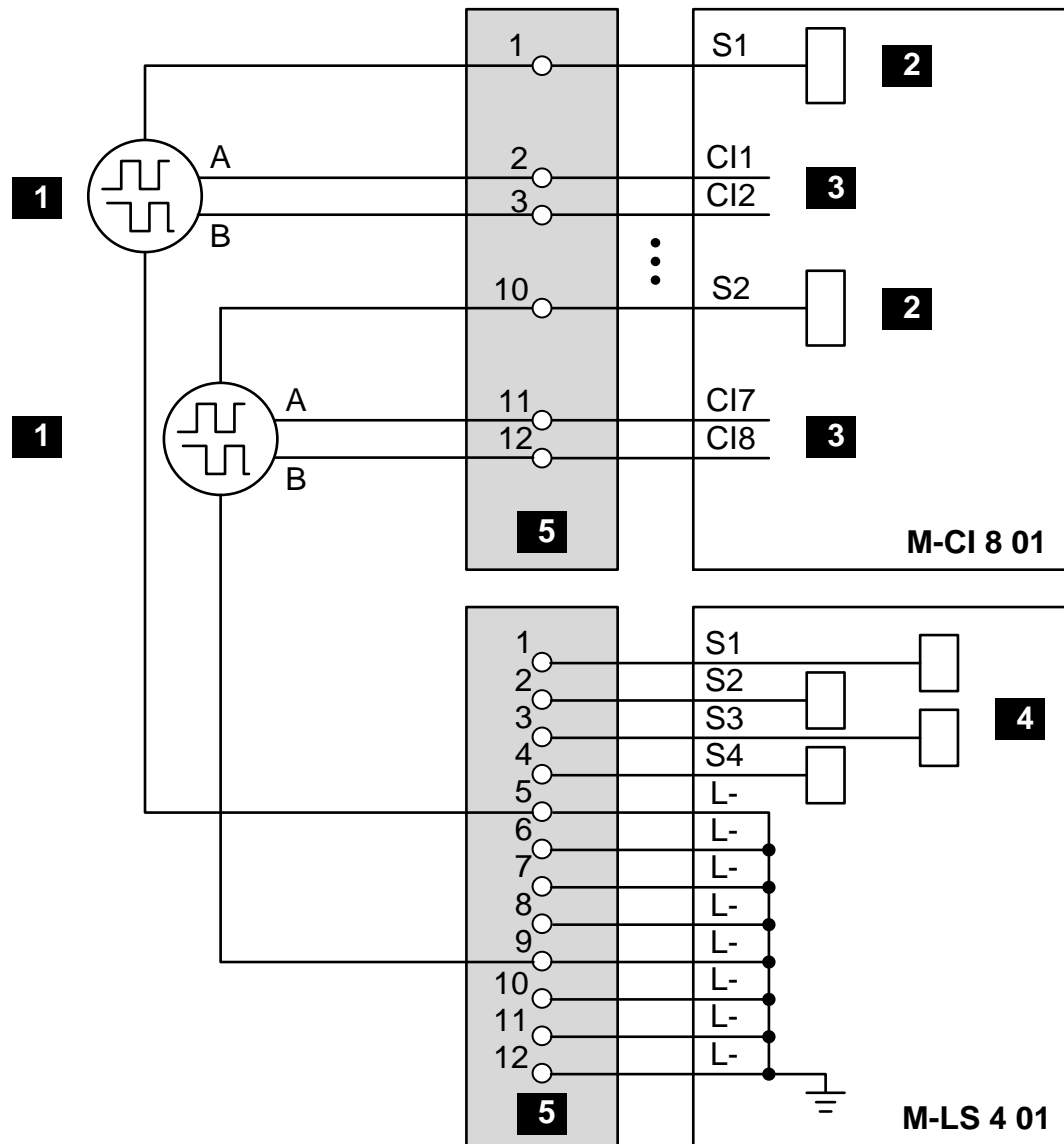 1 S1
2
A 2 CI1
1 3 CI2 3
B
10 S2
2
A 11 CI7
1 12 CI8 3
B
5
M-CI 8 01
1 S1
2 S2
3 S3
4
4 S4
5 L-
6 L-
7 L-
8 L-
9 L-
10 L-
11 L-
12 L-
5
M-LS 4 01